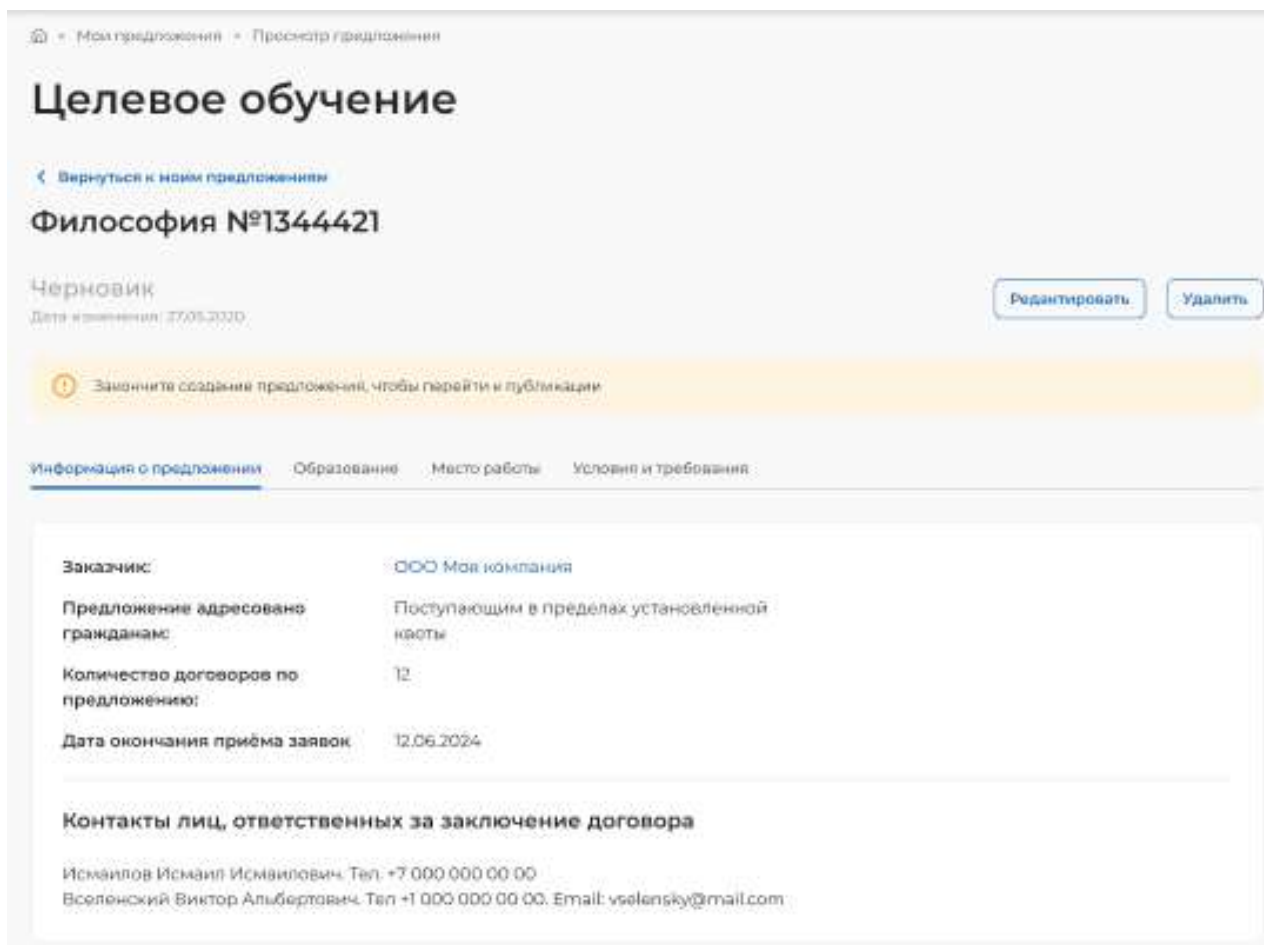 Мои предложения • Просмотр предложения
Целевое обучение
Вернуться к моим предложениям
Философия №1344421
Черновик
Редактировать Удалить
Дата изменения: 27.05.2020
Закончите создание предложения, чтобы перейти к публикации
Информация о предложении Образование Место работы Условия и требования
Заказчик: ООО Моя компания
Предложение адресовано Поступающим в пределах установленной
гражданам: квоты
Количество договоров по 12
предложению:
Дата окончания приёма заявок 12.06.2024
Контакты лиц, ответственных за заключение договора
Исмаилов Исмаил Исмаилович. Тел. +7 000 000 00 00
Вселенский Виктор Альбертович. Тел +1 000 000 00 00. Email: vselensky@mail.com